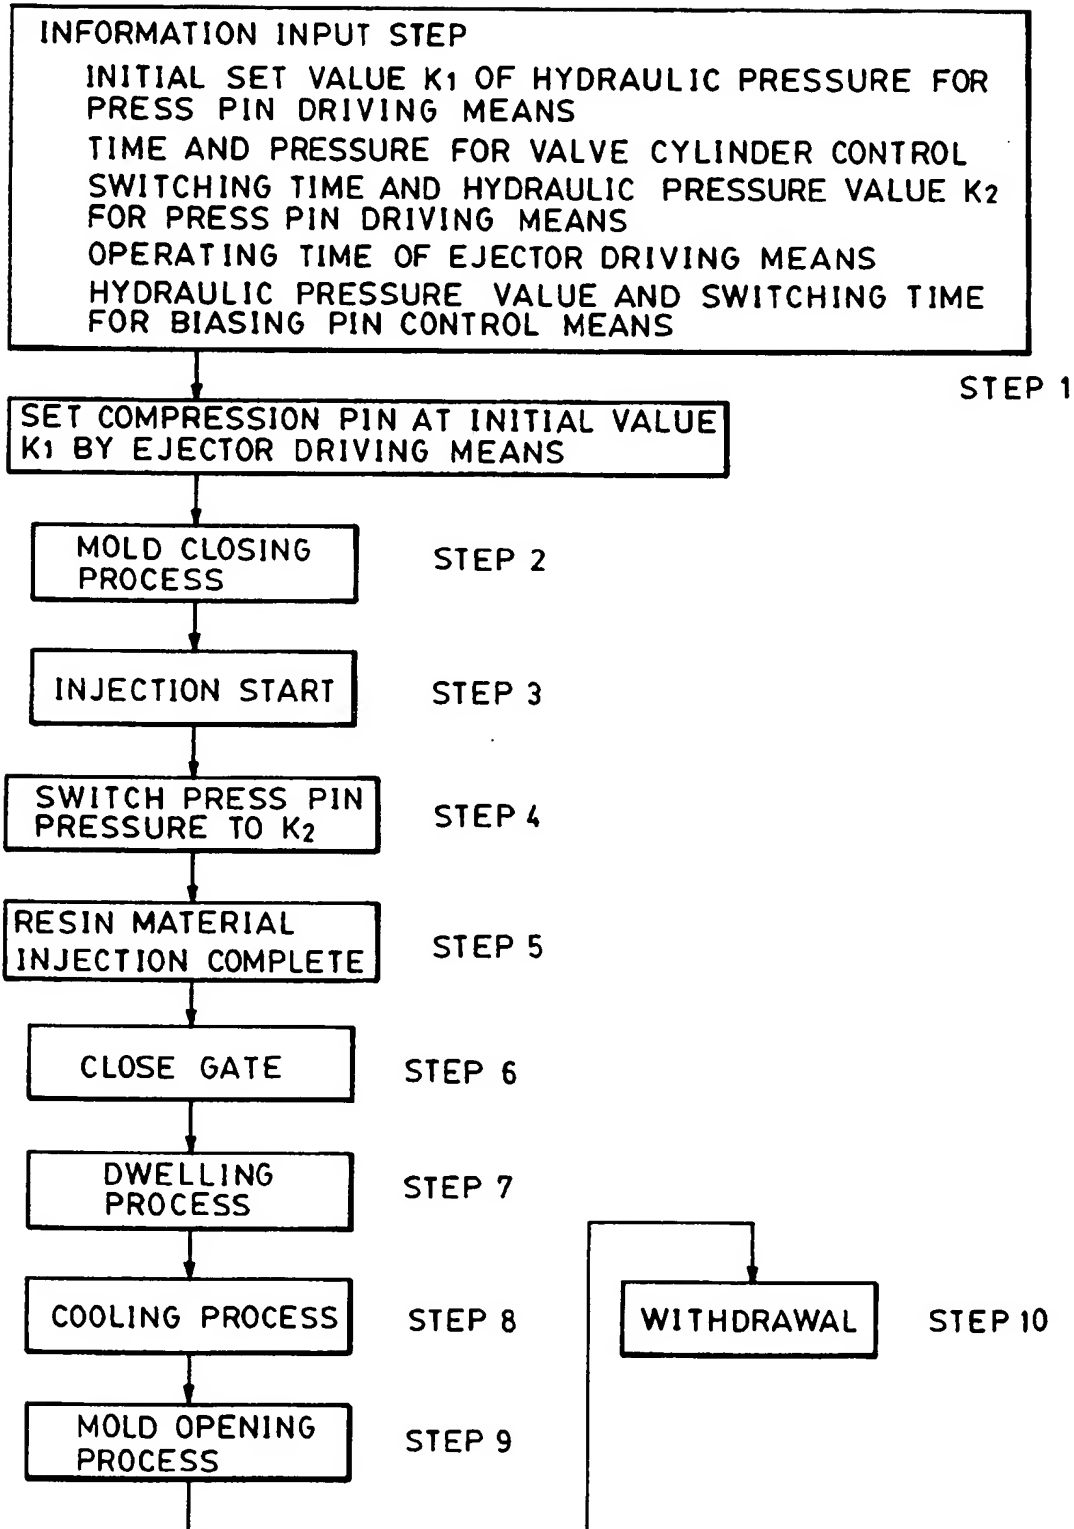 INFORMATION INPUT STEP
INITIAL SET VALUE K1 OF HYDRAULIC PRESSURE FOR
PRESS PIN DRIVING MEANS
TIME AND PRESSURE FOR VALVE CYLINDER CONTROL
SWITCHING TIME AND HYDRAULIC PRESSURE VALUE K2
FOR PRESS PIN DRIVING MEANS
OPERATING TIME OF EJECTOR DRIVING MEANS
HYDRAULIC PRESSURE VALUE AND SWITCHING TIME
FOR BIASING PIN CONTROL MEANS
STEP 1
SET COMPRESSION PIN AT INITIAL VALUE
K1 BY EJECTOR DRIVING MEANS
MOLD CLOSING
PROCESS
STEP 2
INJECTION START
STEP 3
SWITCH PRESS PIN
PRESSURE TO K2
STEP 4
RESIN MATERIAL
INJECTION COMPLETE
STEP 5
CLOSE GATE
STEP 6
DWELLING
PROCESS
STEP 7
COOLING PROCESS
STEP 8
MOLD OPENING
PROCESS
STEP 9
WITHDRAWAL
STEP 10